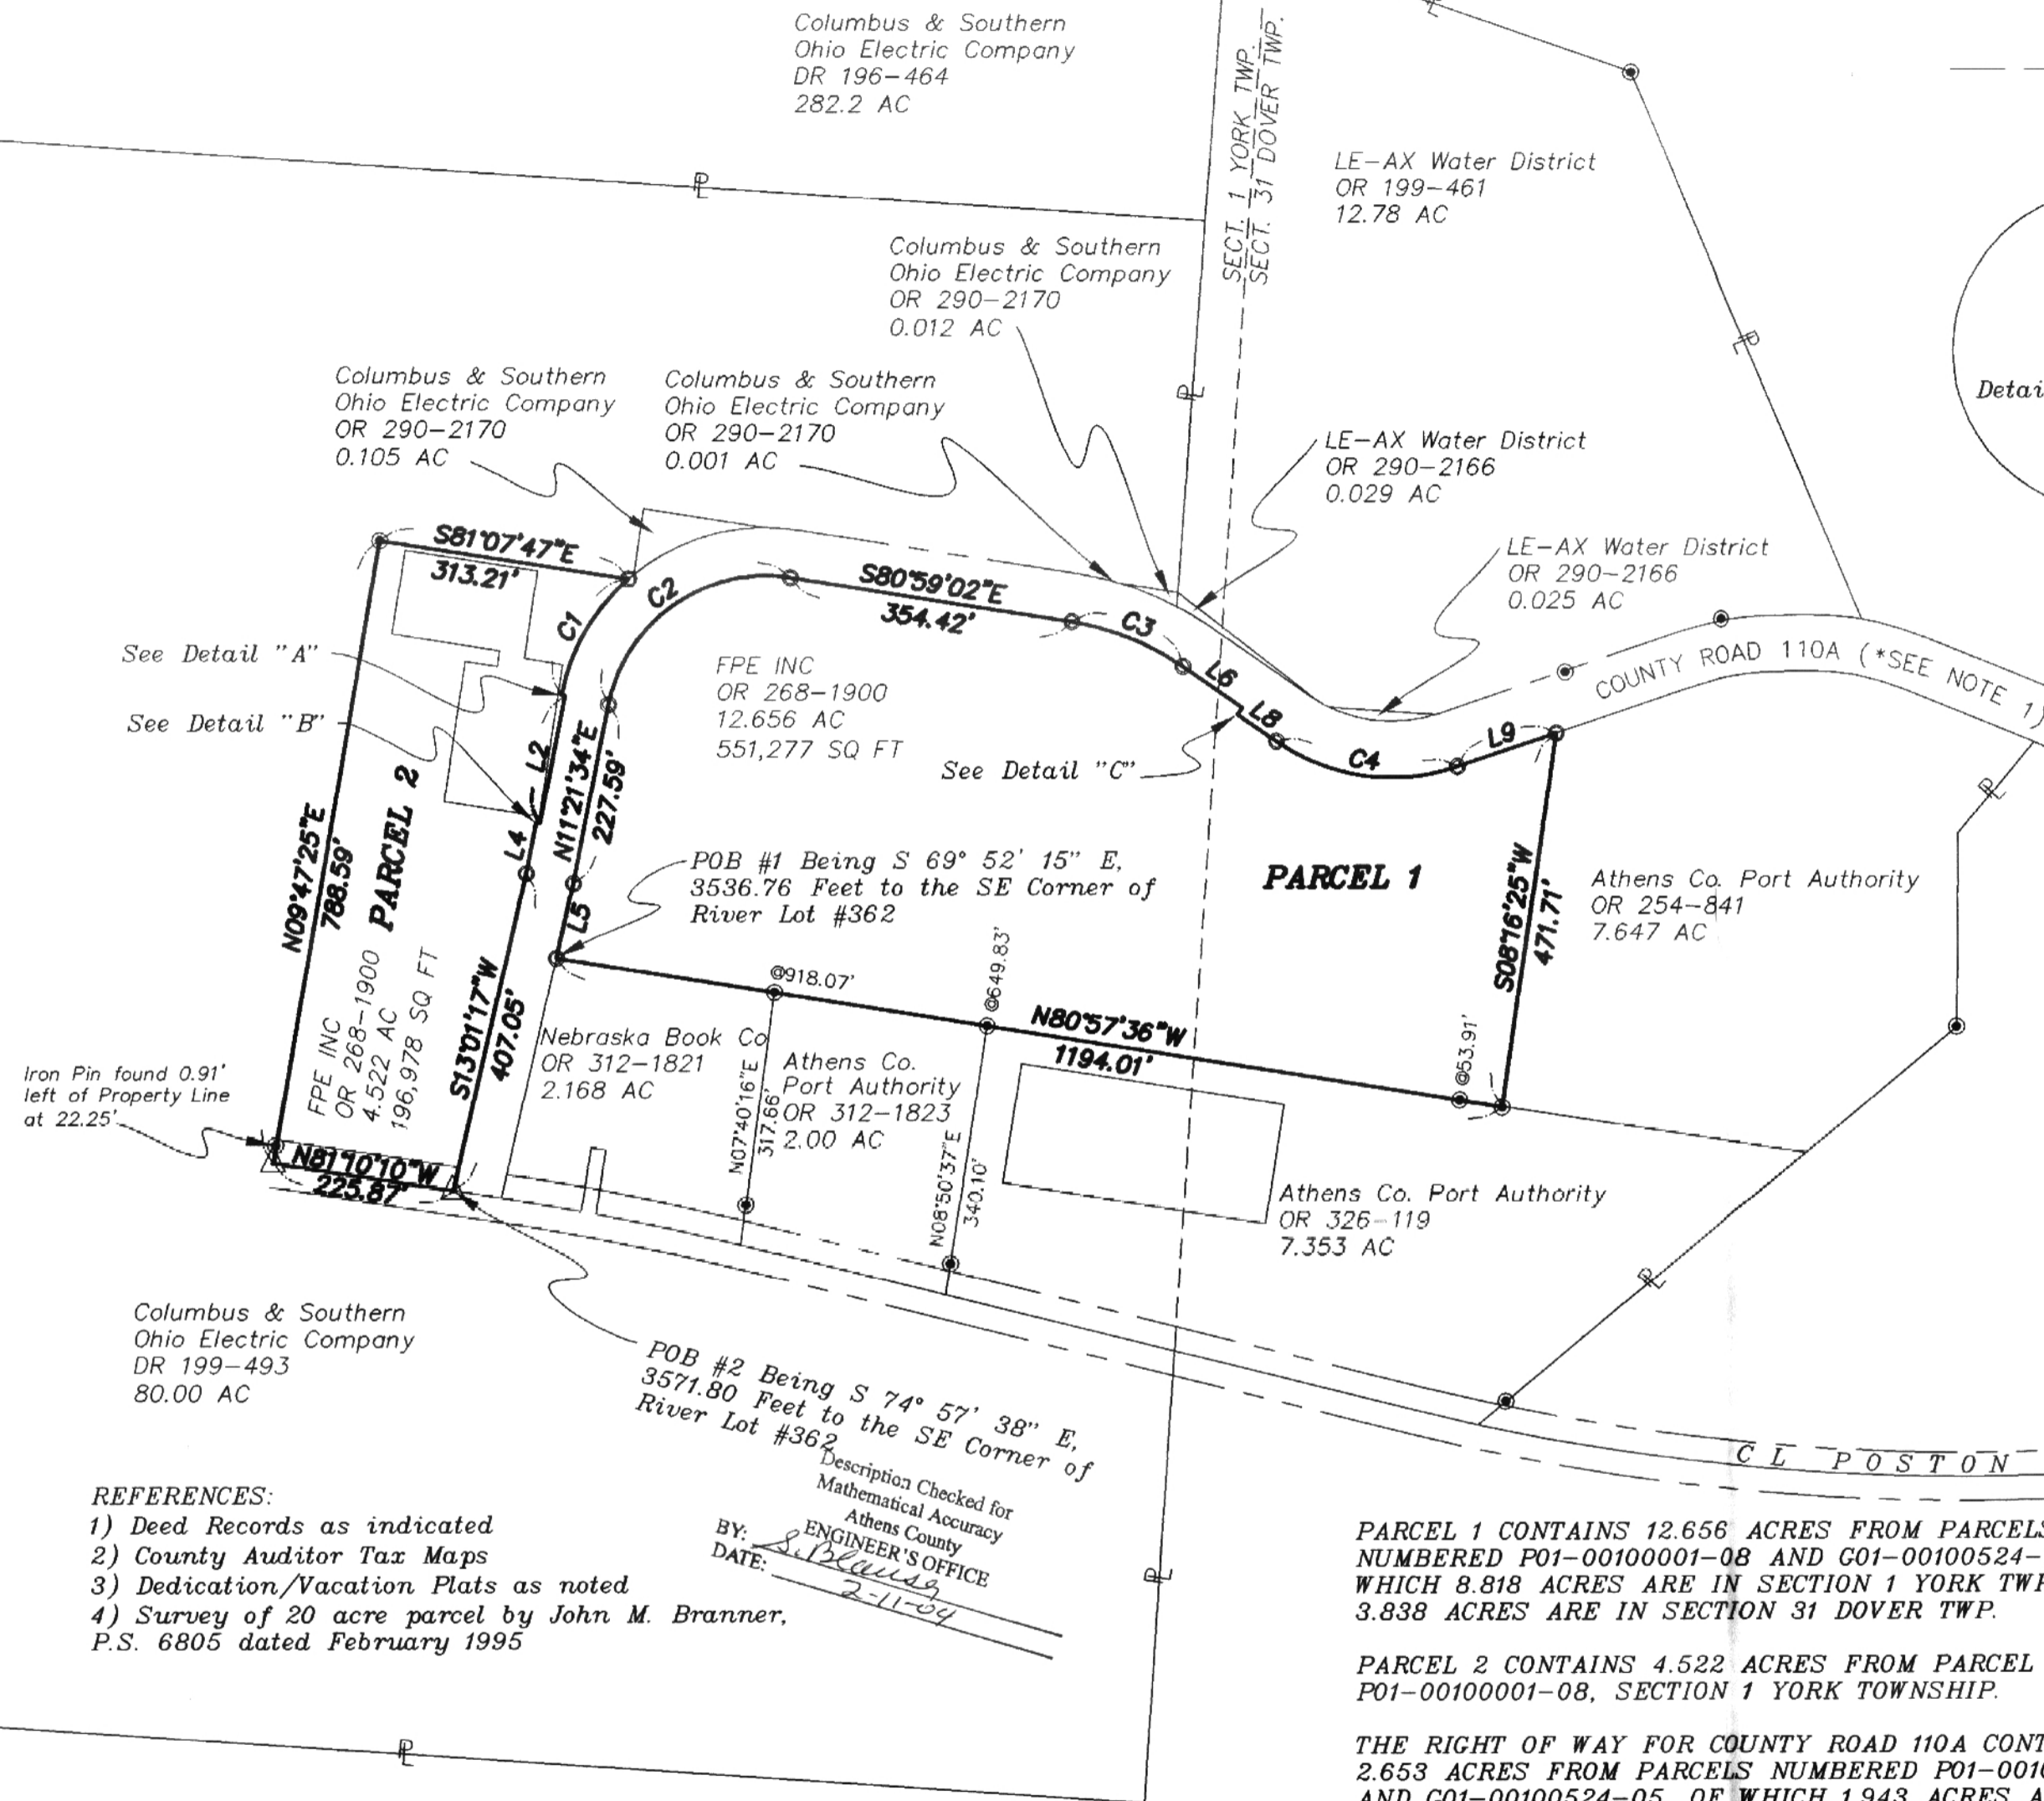 Columbus & Southern
Ohio Electric Company
DR 196-464
282.2 AC
SECT. 1 YORK TWP.
SECT. 31 DOVER TWP.
LE-AX Water District
OR 199-461
12.78 AC
Columbus & Southern
Ohio Electric Company
OR 290-2170
0.012 AC
Columbus & Southern
Ohio Electric Company
OR 290-2170
0.105 AC
Columbus & Southern
Ohio Electric Company
OR 290-2170
0.001 AC
LE-AX Water District
OR 290-2166
0.029 AC
LE-AX Water District
OR 290-2166
0.025 AC
Detai
S81°07'47"E
313.21'
C1
C2
S80°59'02"E
354.42'
C3
L6
L8
C4
L9
COUNTY ROAD 110A (*SEE NOTE 1)
See Detail "A"
See Detail "B"
See Detail "C"
FPE INC
OR 268-1900
12.656 AC
551,277 SQ FT
L2
L4
L5
N11°21'34"E
227.59'
N09°47'25"E
788.59'
PARCEL 2
FPE INC
OR 268-1900
4.522 AC
196,978 SQ FT
S13°01'17"W
407.05'
POB #1 Being S 69° 52' 15" E,
3536.76 Feet to the SE Corner of
River Lot #362
PARCEL 1
S08°16'25"W
471.71'
Athens Co. Port Authority
OR 254-841
7.647 AC
@918.07'
@649.83'
N80°57'36"W
1194.01'
@53.91'
Nebraska Book Co
OR 312-1821
2.168 AC
N07°40'16"E
317.66'
Athens Co.
Port Authority
OR 312-1823
2.00 AC
N08°50'37"E
340.10'
Iron Pin found 0.91'
left of Property Line
at 22.25'
N81°10'10"W
225.87'
Athens Co. Port Authority
OR 326-119
7.353 AC
Columbus & Southern
Ohio Electric Company
DR 199-493
80.00 AC
POB #2 Being S 74° 57' 38" E,
3571.80 Feet to the SE Corner of
River Lot #362
Description Checked for
Mathematical Accuracy
Athens County
ENGINEER'S OFFICE
BY:
DATE: 2-11-04
CL POSTON
REFERENCES:
1) Deed Records as indicated
2) County Auditor Tax Maps
3) Dedication/Vacation Plats as noted
4) Survey of 20 acre parcel by John M. Branner,
P.S. 6805 dated February 1995
PARCEL 1 CONTAINS 12.656 ACRES FROM PARCELS
NUMBERED P01-00100001-08 AND G01-00100524-
WHICH 8.818 ACRES ARE IN SECTION 1 YORK TWP
3.838 ACRES ARE IN SECTION 31 DOVER TWP.
PARCEL 2 CONTAINS 4.522 ACRES FROM PARCEL
P01-00100001-08, SECTION 1 YORK TOWNSHIP.
THE RIGHT OF WAY FOR COUNTY ROAD 110A CONT
2.653 ACRES FROM PARCELS NUMBERED P01-0010
AND G01-00100524-05, OF WHICH 1.943 ACRES A